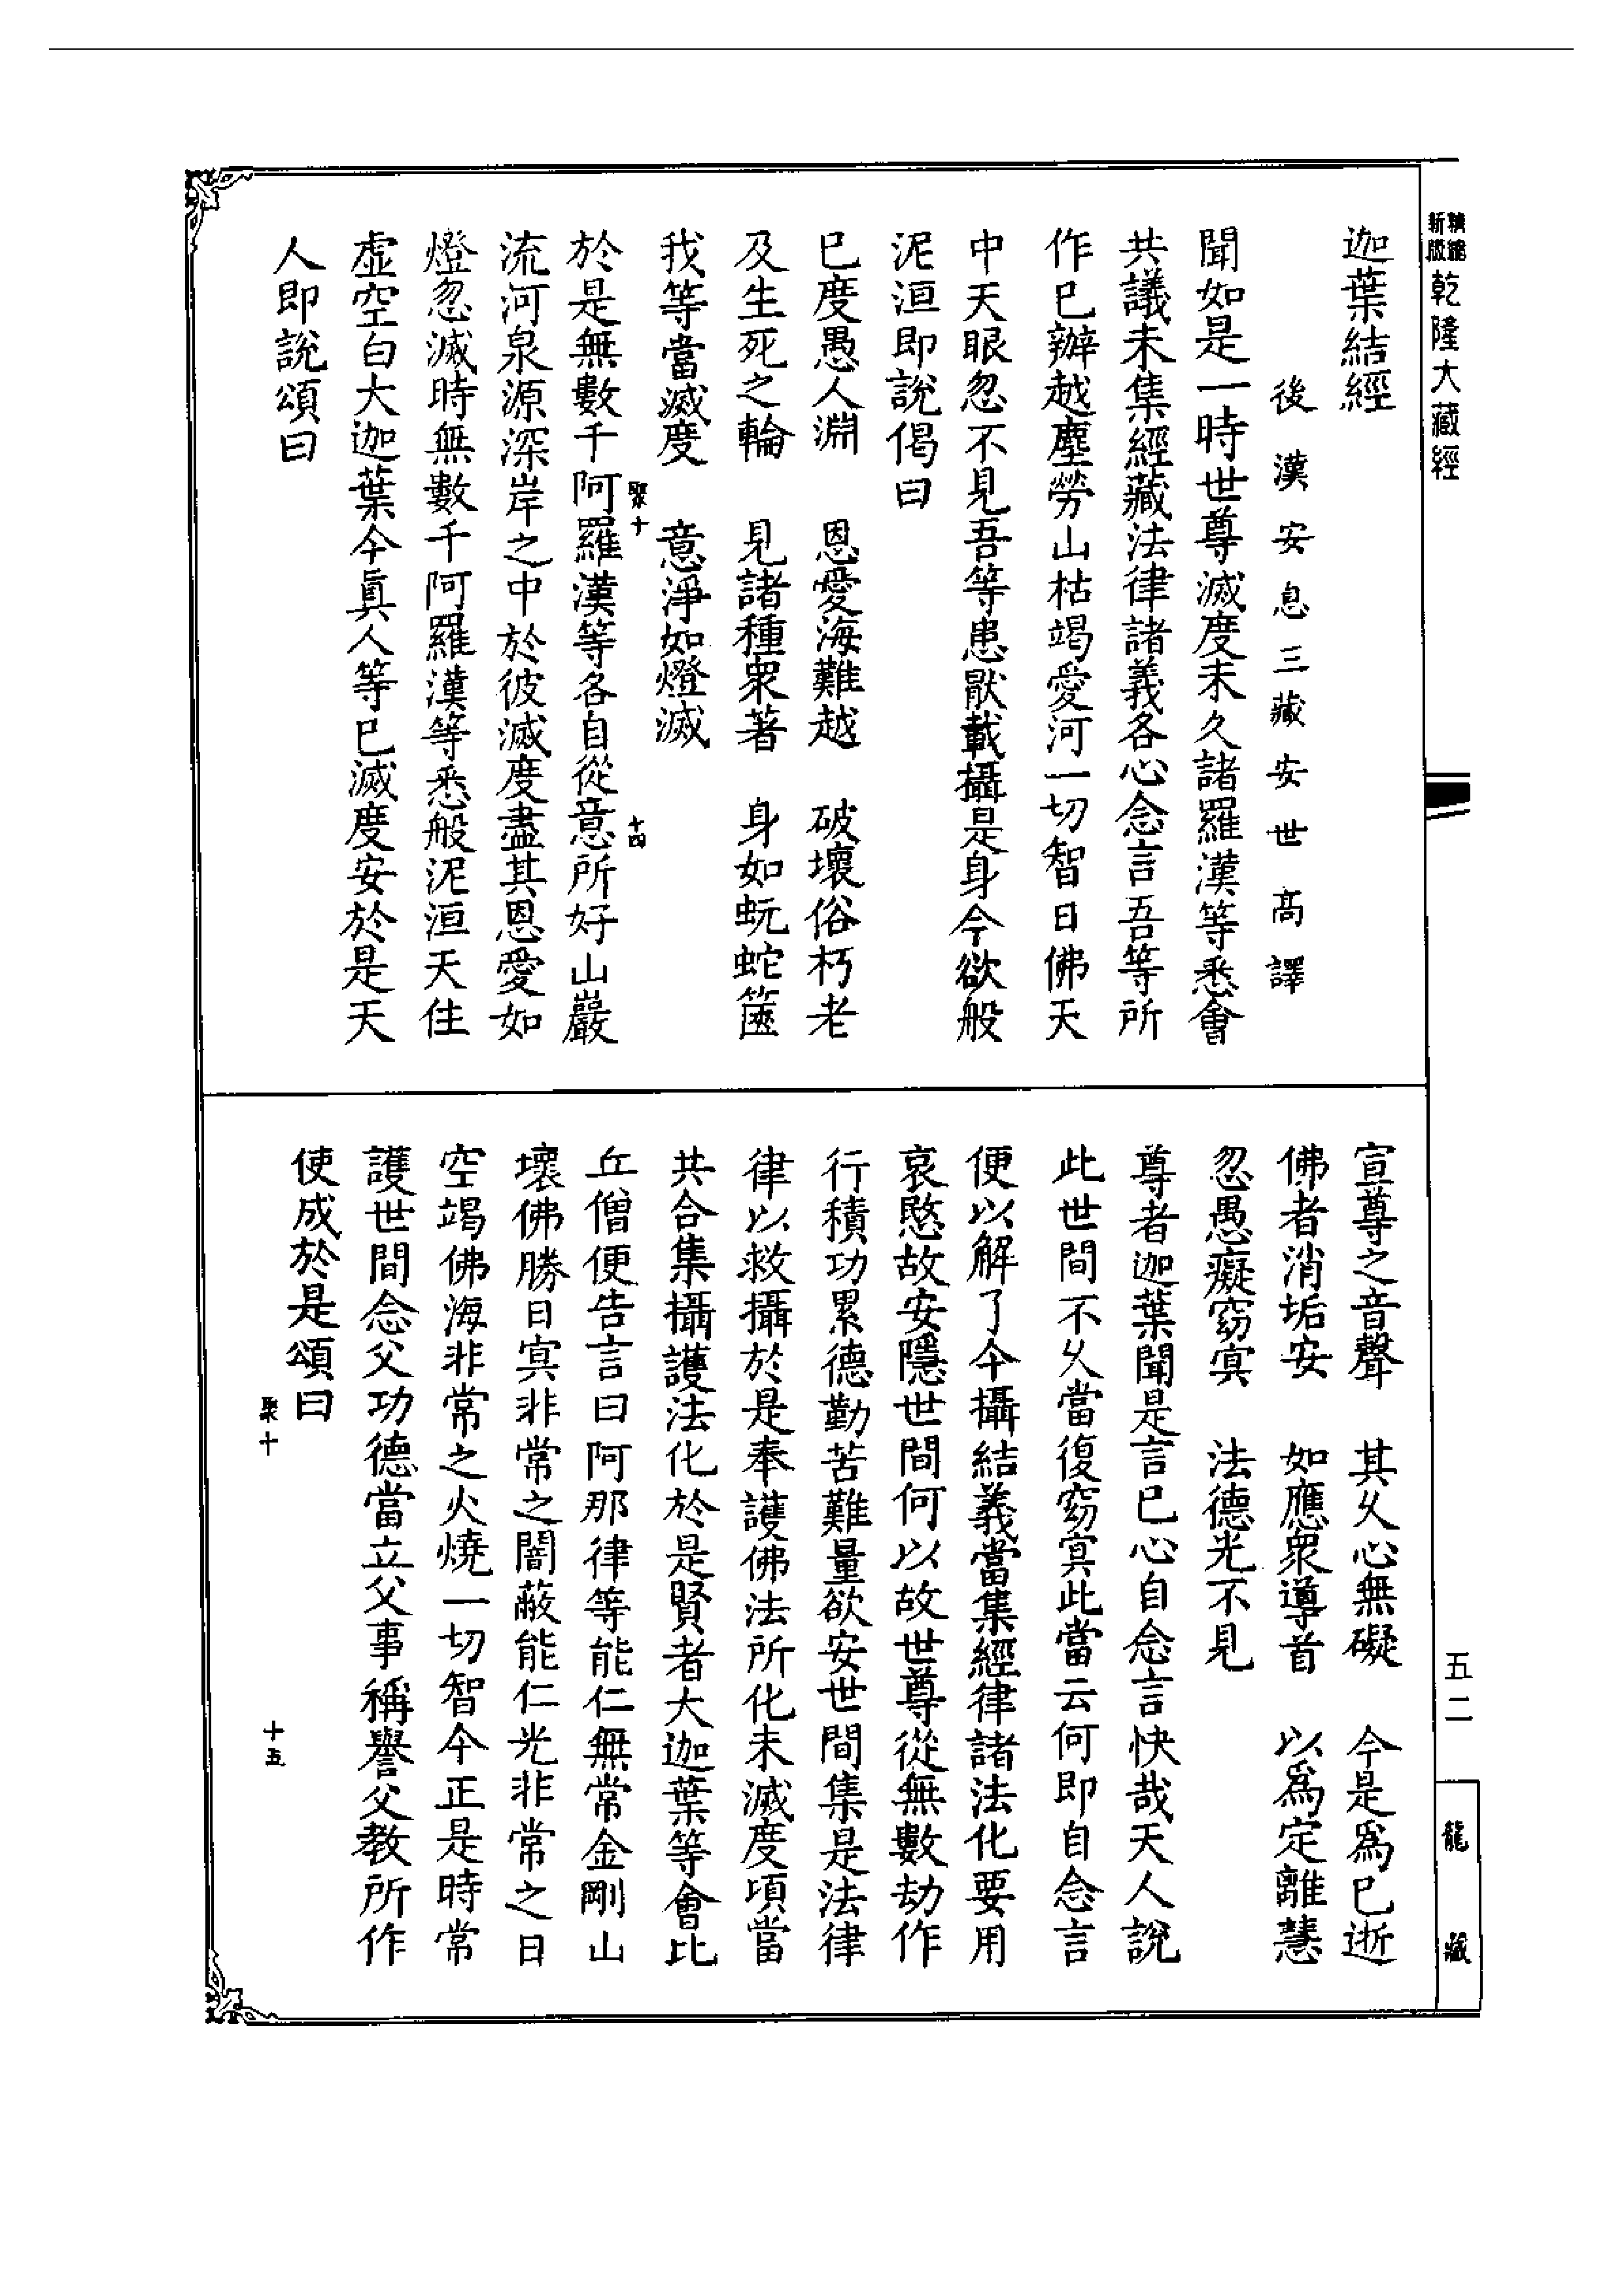 新版 精縮 乾隆大藏經
迦葉結經
後漢安息三藏安世高譯
聞如是一時世尊滅度未久諸羅漢等悉會
共議未集經藏法律諸義各心念言吾等所
作已辦越塵勞山枯竭愛河一切智日佛天
中天眼忽不見吾等患厭載攝是身今欲般
泥洹即說偈曰
已度愚人淵　恩愛海難越　破壞俗朽老
及生死之輪　見諸種眾著　身如蚖蛇篋
我等當滅度　意淨如燈滅
聚十　十四
於是無數千阿羅漢等各自從意所好山巖
流河泉源深岸之中於彼滅度盡其恩愛如
燈忽滅時無數千阿羅漢等悉般泥洹天住
虛空白大迦葉今真人等已滅度安於是天
人即說頌曰
宣尊之音聲　其久心無礙　今是為已逝
佛者消垢安　如應眾導首　以為定離慧
忽愚癡窈冥　法德光不見
尊者迦葉聞是言已心自念言快哉天人說
此世間不久當復窈冥此當云何即自念言
便以解了今攝結義當集經律諸法化要用
哀愍故安隱世間何以故世尊從無數劫作
行積功累德勤苦難量欲安世間集是法律
律以救攝於是奉護佛法所化未滅度項當
共合集攝護法化於是賢者大迦葉等會比
丘僧便告言曰阿那律等能仁無常金剛山
壞佛勝日冥非常之闇蔽能仁光非常之日
空竭佛海非常之火燒一切智今正是時常
護世間念父功德當立父事稱譽父教所作
使成於是頌曰
聚十　十五
五二
龍藏